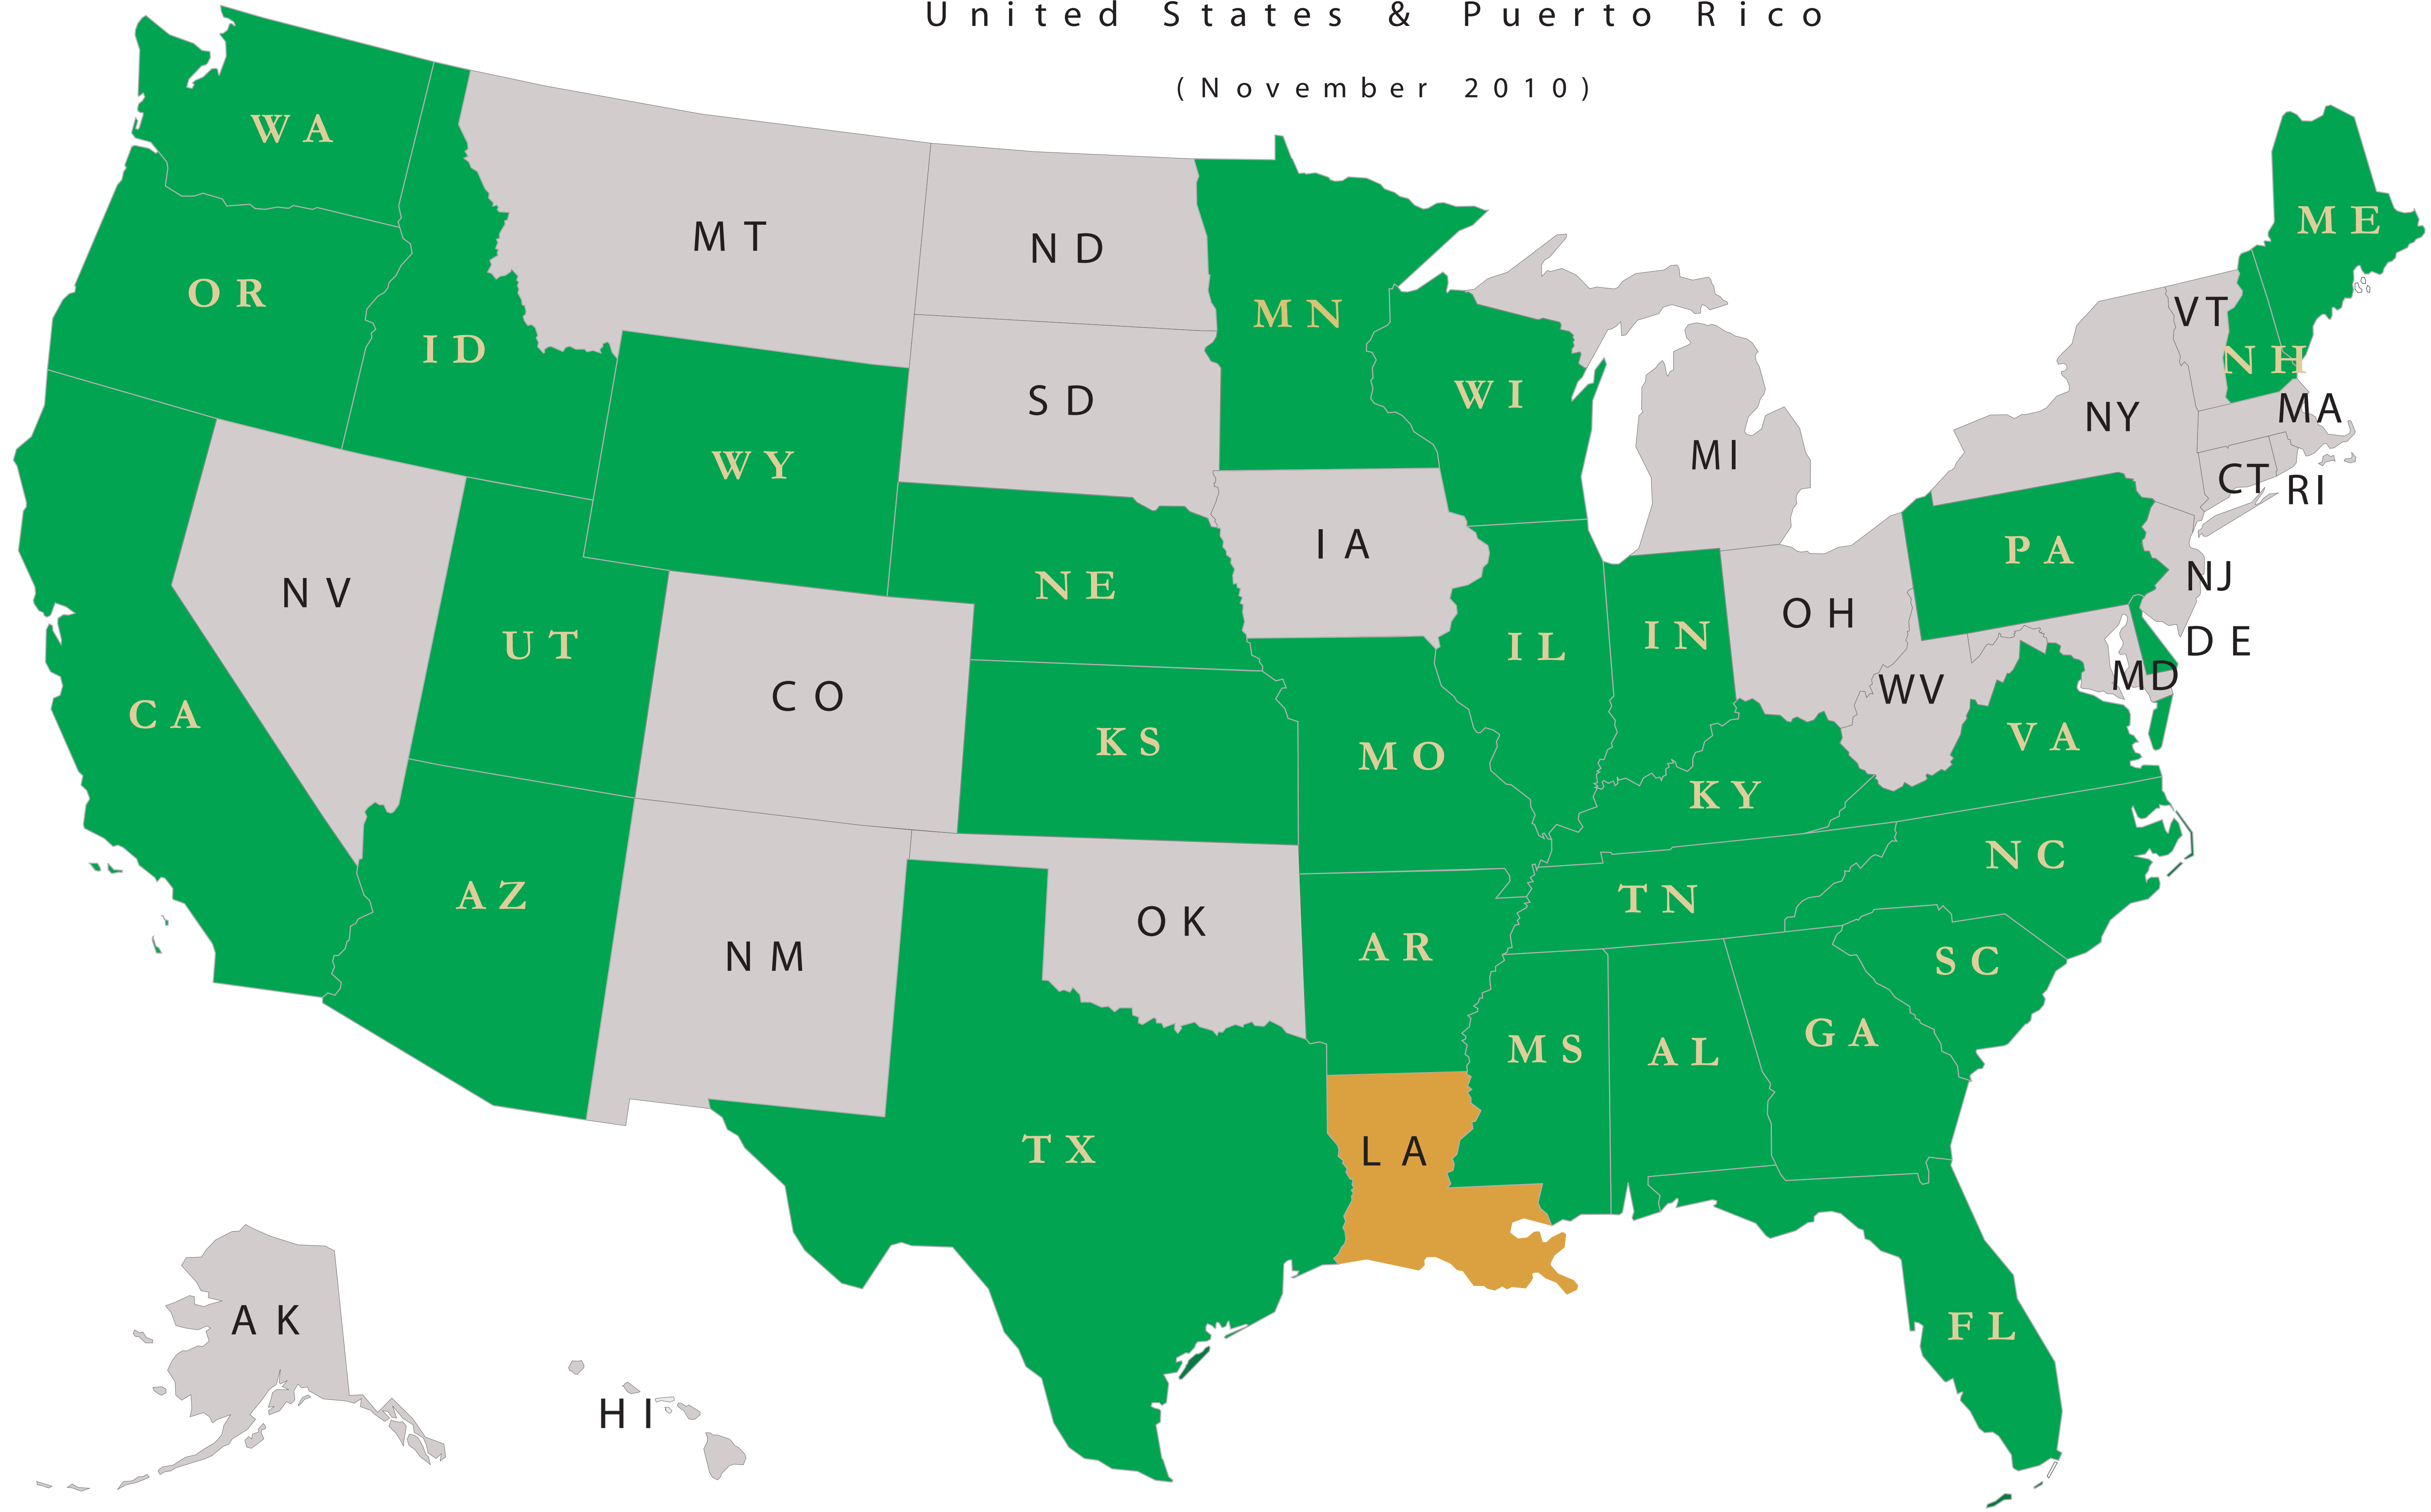 United States & Puerto Rico
(November 2010)
WA
MT
ND
ME
OR
MN
VT
ID
NH
SD
WI
MA
NY
WY
MI
CT
RI
IA
PA
NE
NJ
NV
OH
IN
DE
UT
IL
MD
WV
CO
CA
VA
KS
MO
KY
NC
AZ
TN
OK
AR
NM
SC
GA
MS
AL
TX
LA
AK
FL
HI